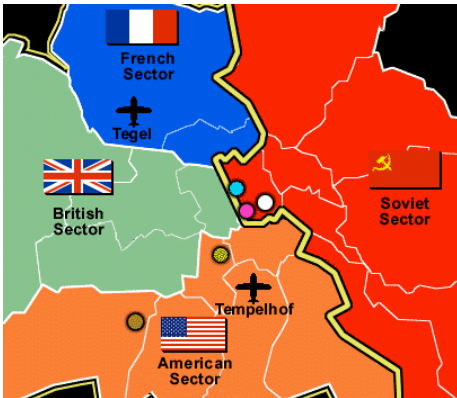 French
Sector
Tegel
British
Sector
Soviet
Sector
Tempelhof
American
Sector